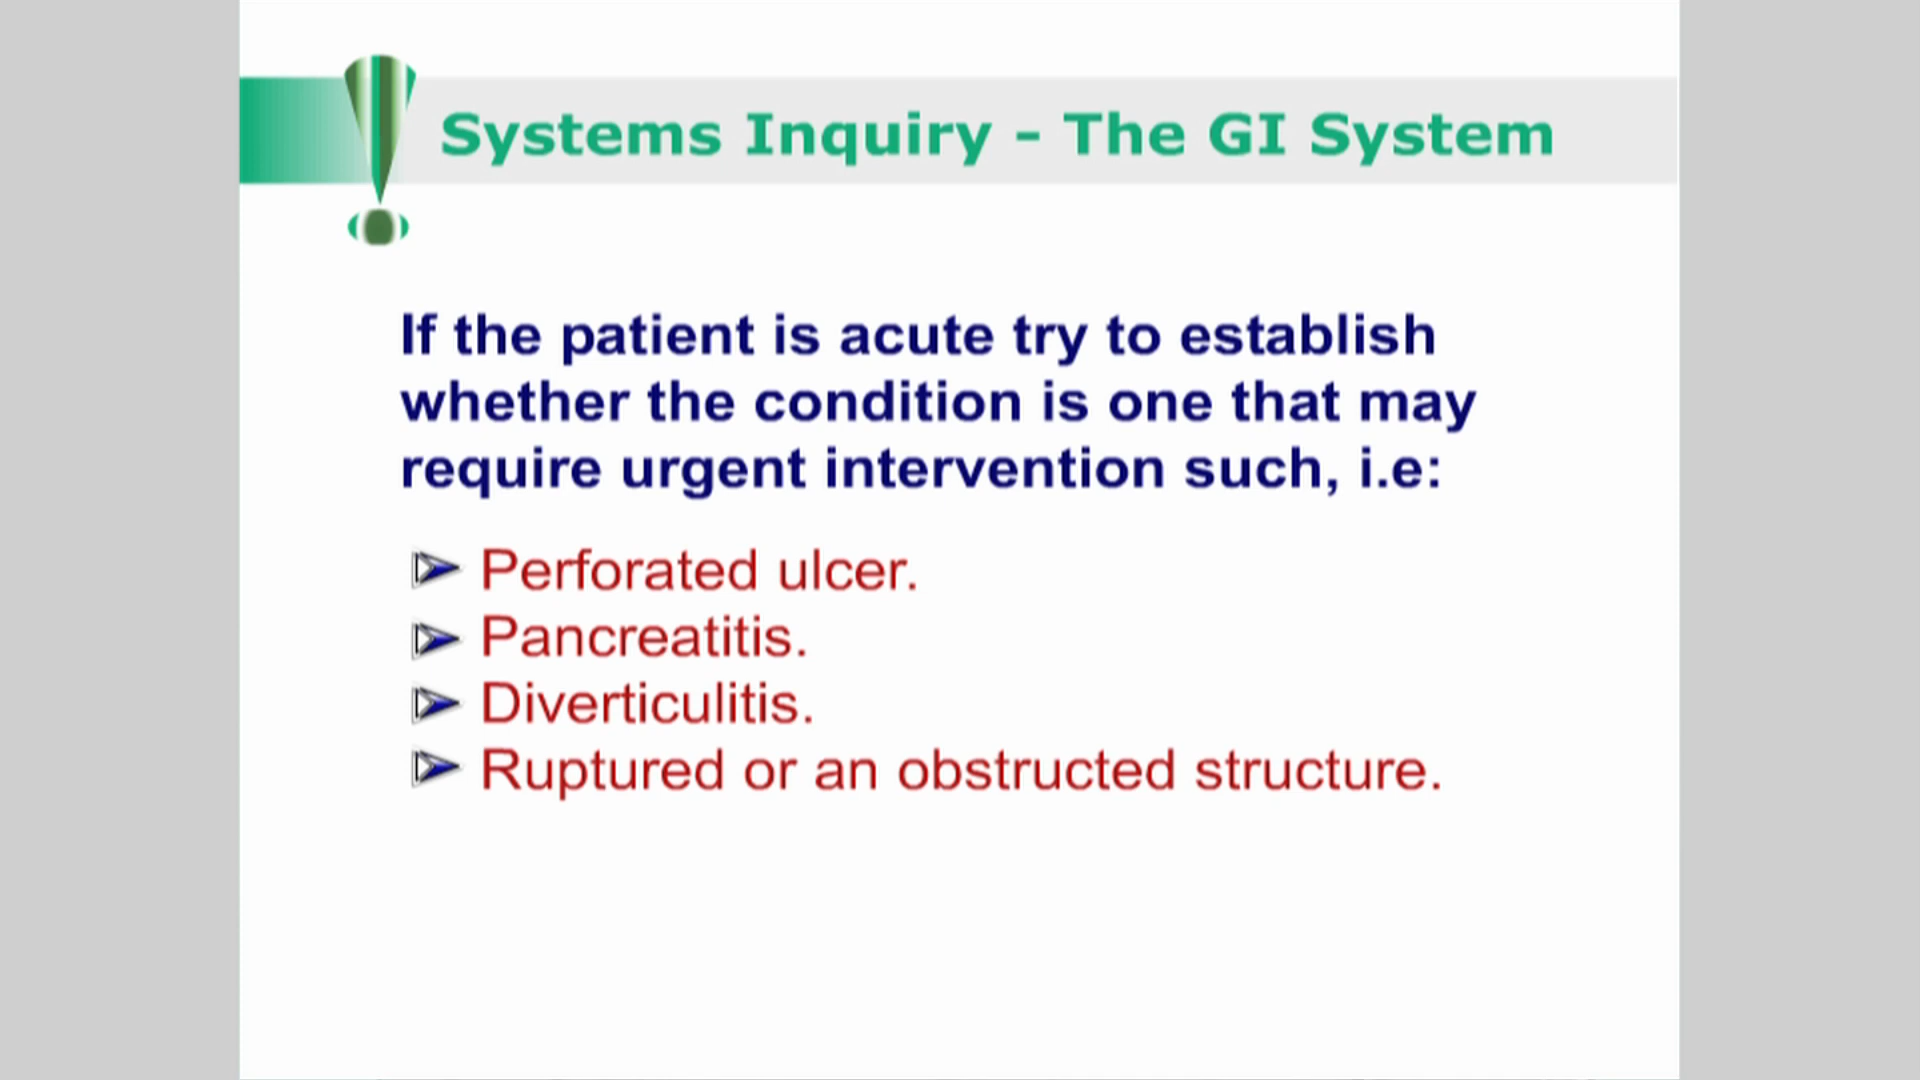 Systems Inquiry - The GI System
If the patient is acute try to establish
whether the condition is one that may
require urgent intervention such, i.e:
Perforated ulcer.
Pancreatitis.
Diverticulitis.
Ruptured or an obstructed structure.